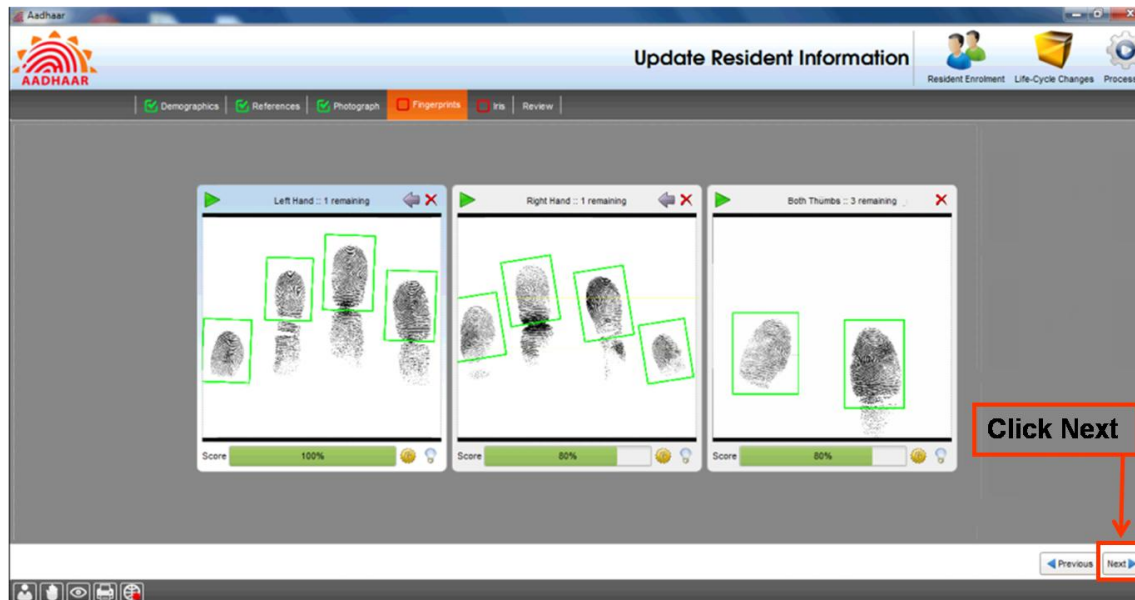 Aadhaar
AADHAAR
Update Resident Information
Resident Enrolment
Life-Cycle Changes
Process
Demographics
References
Photograph
Fingerprints
Iris
Review
Left Hand :: 1 remaining
Right Hand :: 1 remaining
Both Thumbs :: 3 remaining
Score 100%
Score 80%
Score 80%
Click Next
Previous
Next